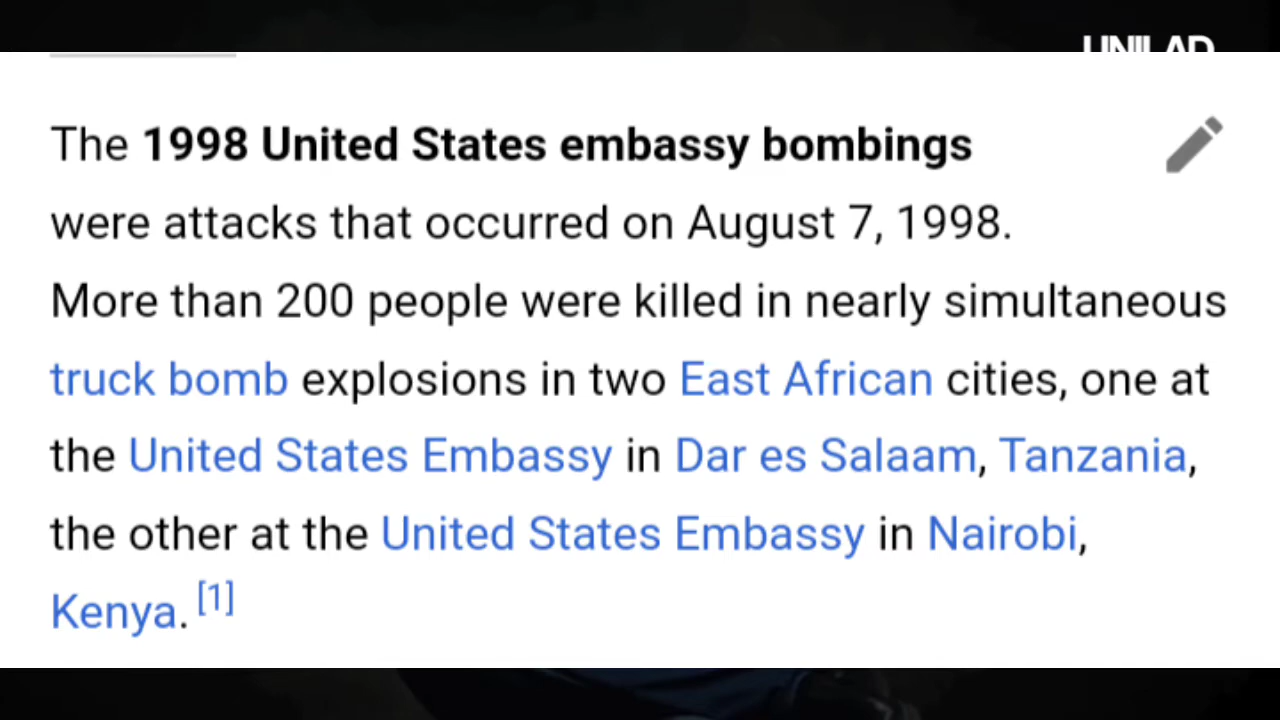 UNILAD
The 1998 United States embassy bombings
were attacks that occurred on August 7, 1998.
More than 200 people were killed in nearly simultaneous
truck bomb explosions in two East African cities, one at
the United States Embassy in Dar es Salaam, Tanzania,
the other at the United States Embassy in Nairobi,
Kenya. [1]